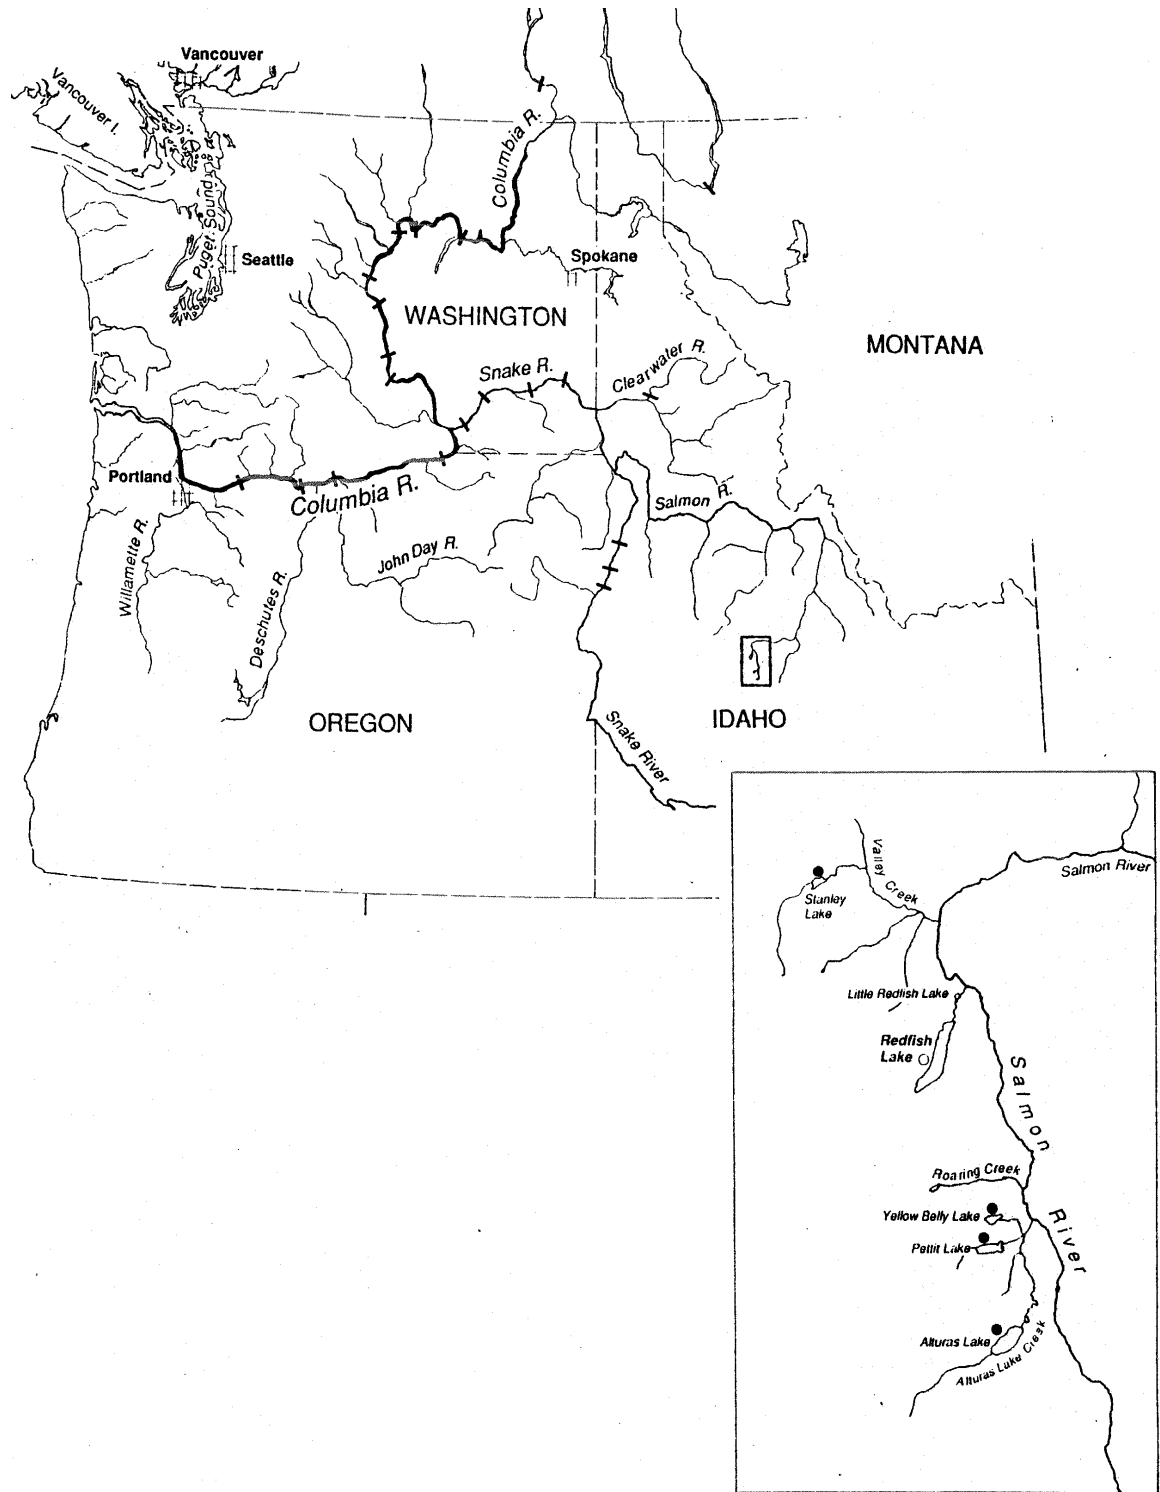 Vancouver
Vancouver I.
Columbia R.
Puget Sound
Seattle
Spokane
WASHINGTON
MONTANA
Snake R.
Clearwater R.
Portland
Columbia R.
Salmon R.
Willamette R.
John Day R.
Deschutes R.
OREGON
IDAHO
Snake River
Valley Creek
Salmon River
Stanley
Lake
Little Redfish Lake
Redfish
Lake
Salmon River
Roaring Creek
Yellow Belly Lake
Pettit Lake
Alturas Lake
Alturas Lake Creek